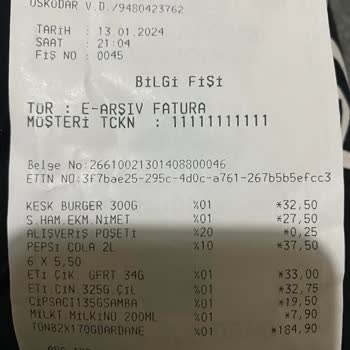 ÜSKÜDAR V.D./9480423762
TARİH : 13.01.2024
SAAT : 21:04
FİŞ NO : 0045
BİLGİ FİŞİ
TÜR : E-ARŞİV FATURA
MÜŞTERİ TCKN : 11111111111
Belge No:26610021301408800046
ETTN NO:3f7bae25-295c-4d0c-a761-267b5b5efcc3
KESK BURGER 300G %01 *32,50
S.HAM.EKM.NİMET %01 *27,50
ALIŞVERİŞ POŞETİ %20 *0,25
PEPSİ COLA 2L %10 *37,50
6 X 5,50
ETİ ÇİK. GFRT 34G %01 *33,00
ETİ.CİN.325G.ÇİL %01 *32,75
CİPSAÇI135GSAMBA %01 *19,50
MİLKT.MİLKİNO 200ML %01 *7,90
TONB2X170GDARDANE %01 *184,90